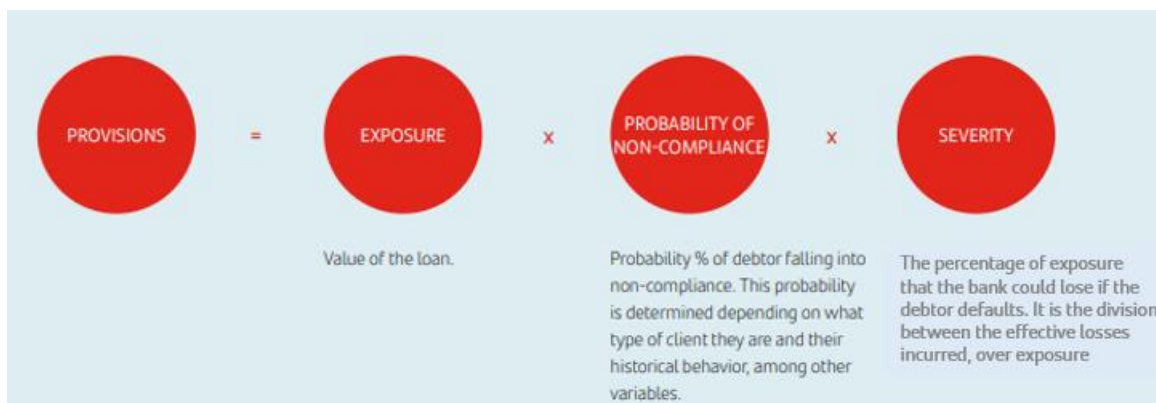 PROVISIONS
=
EXPOSURE
x
PROBABILITY OF
NON-COMPLIANCE
x
SEVERITY
Value of the loan.
Probability % of debtor falling into
non-compliance. This probability
is determined depending on what
type of client they are and their
historical behavior, among other
variables.
The percentage of exposure
that the bank could lose if the
debtor defaults. It is the division
between the effective losses
incurred, over exposure